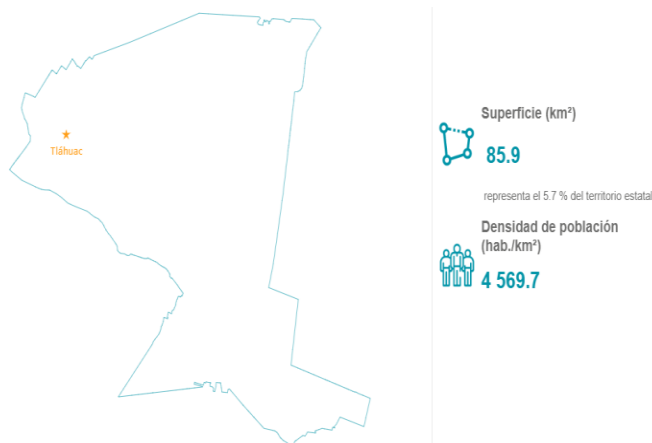 Tláhuac
Superficie (km²)
85.9
representa el 5.7 % del territorio estatal
Densidad de población
(hab./km²)
4 569.7